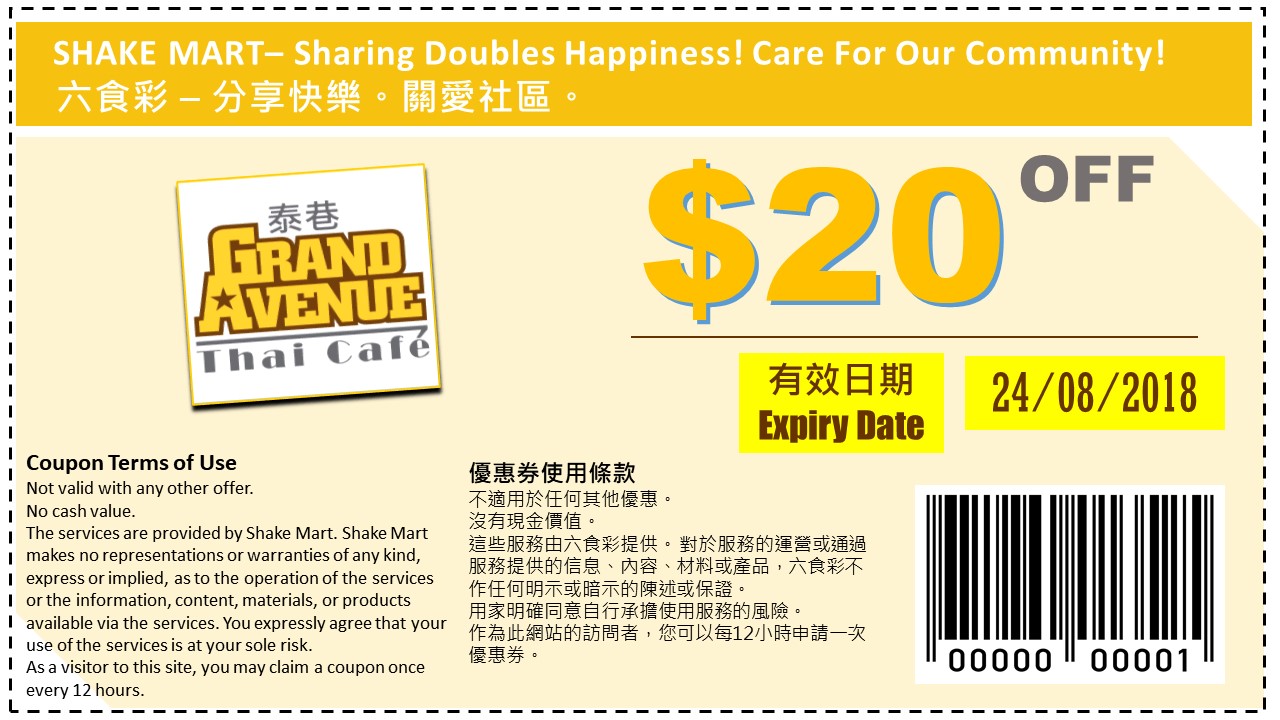 SHAKE MART– Sharing Doubles Happiness! Care For Our Community!
六食彩 – 分享快樂。關愛社區。
泰巷
GRAND
AVENUE
Thai Café
$20 OFF
有效日期
Expiry Date
24/08/2018
Coupon Terms of Use
Not valid with any other offer.
No cash value.
The services are provided by Shake Mart. Shake Mart
makes no representations or warranties of any kind,
express or implied, as to the operation of the services
or the information, content, materials, or products
available via the services. You expressly agree that your
use of the services is at your sole risk.
As a visitor to this site, you may claim a coupon once
every 12 hours.
優惠券使用條款
不適用於任何其他優惠。
沒有現金價值。
這些服務由六食彩提供。 對於服務的運營或通過
服務提供的信息、內容、材料或產品，六食彩不
作任何明示或暗示的陳述或保證。
用家明確同意自行承擔使用服務的風險。
作為此網站的訪問者，您可以每12小時申請一次
優惠券。
00000 00001